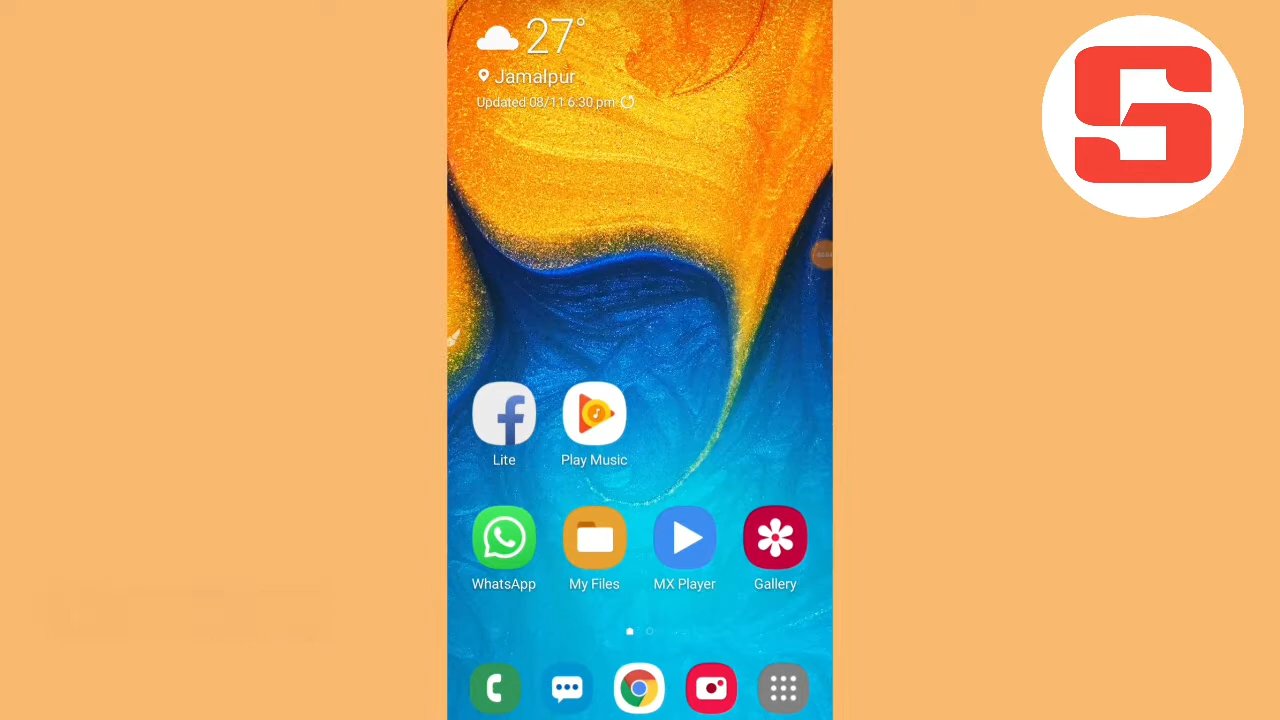 27°
Jamalpur
Updated 08/11 6:30 pm
Lite
Play Music
WhatsApp
My Files
MX Player
Gallery